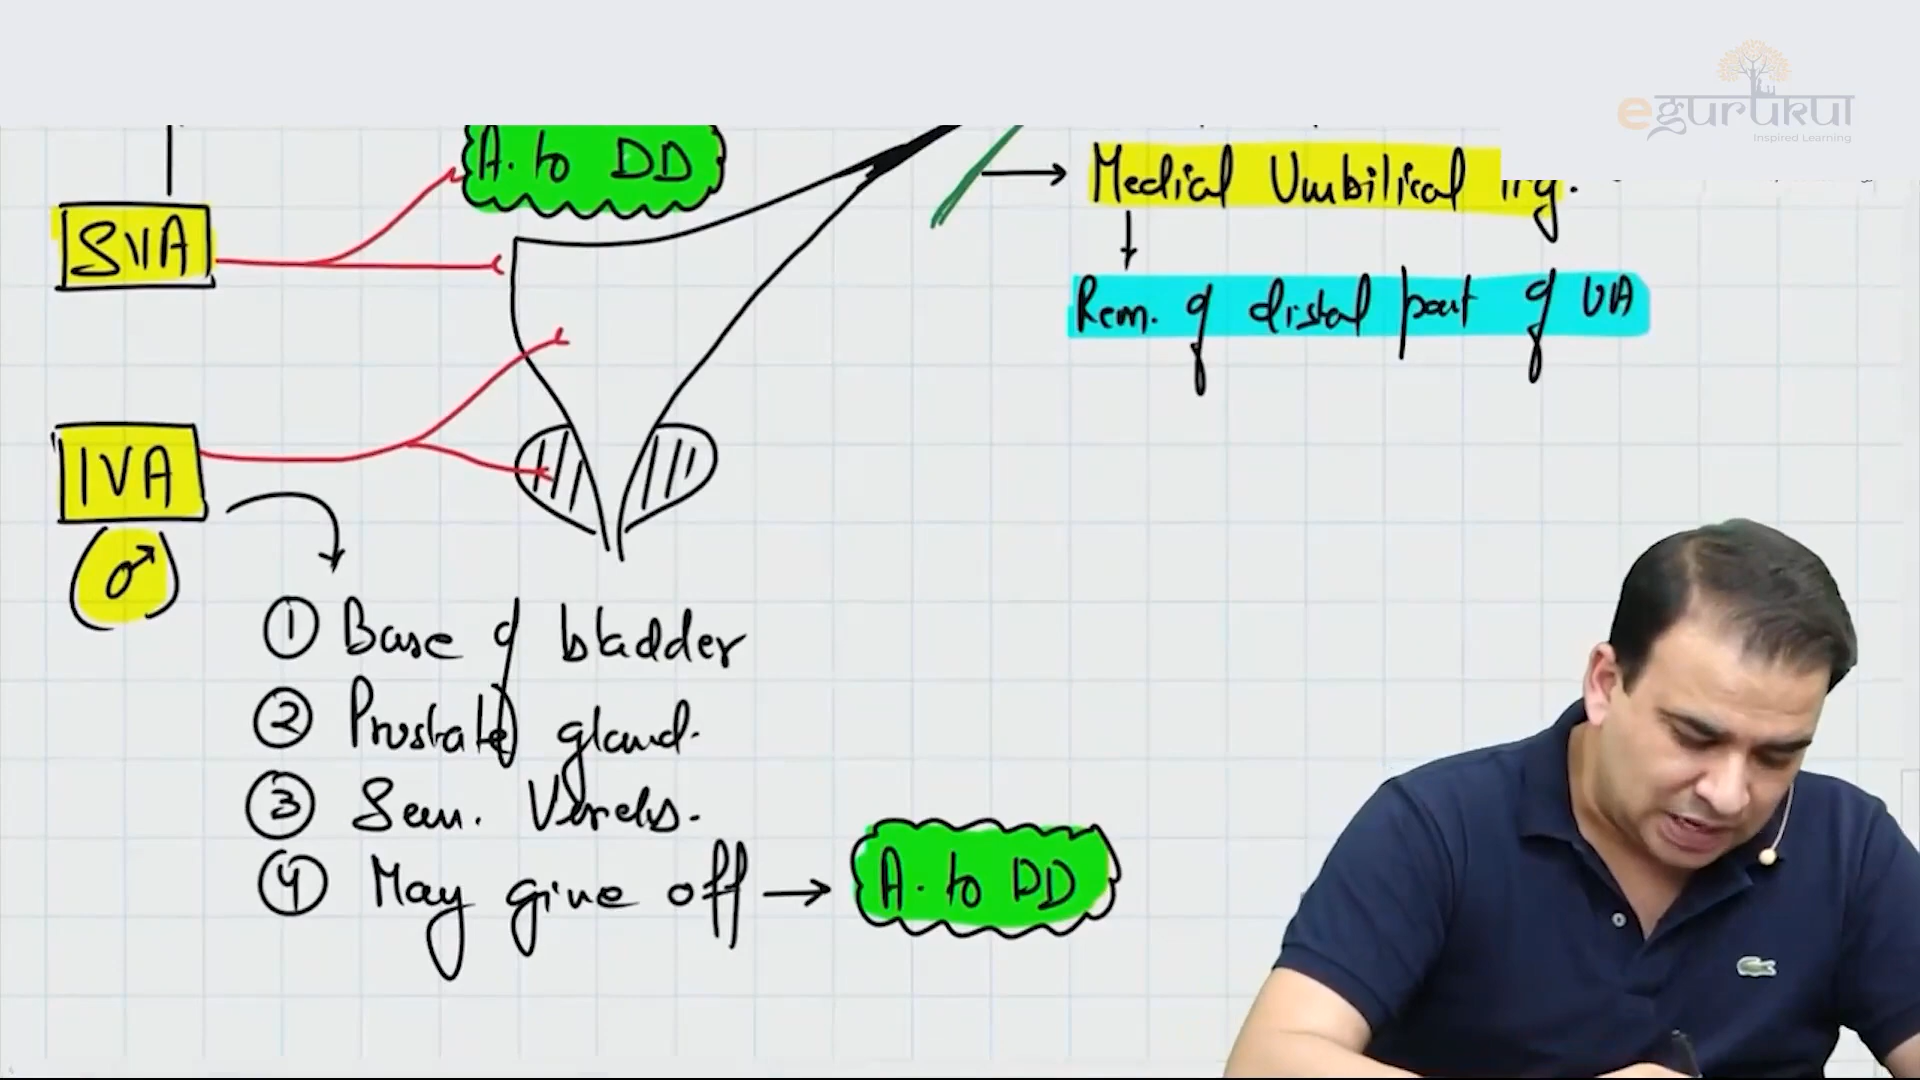 egurukul
Inspired Learning
A. to DD
Medial Umbilical lig.
SVA
Rem. of distal part of UA
IVA
♂
① Base of bladder
② Prostate gland.
③ Sem. Vesicles.
④ May give off → A. to DD